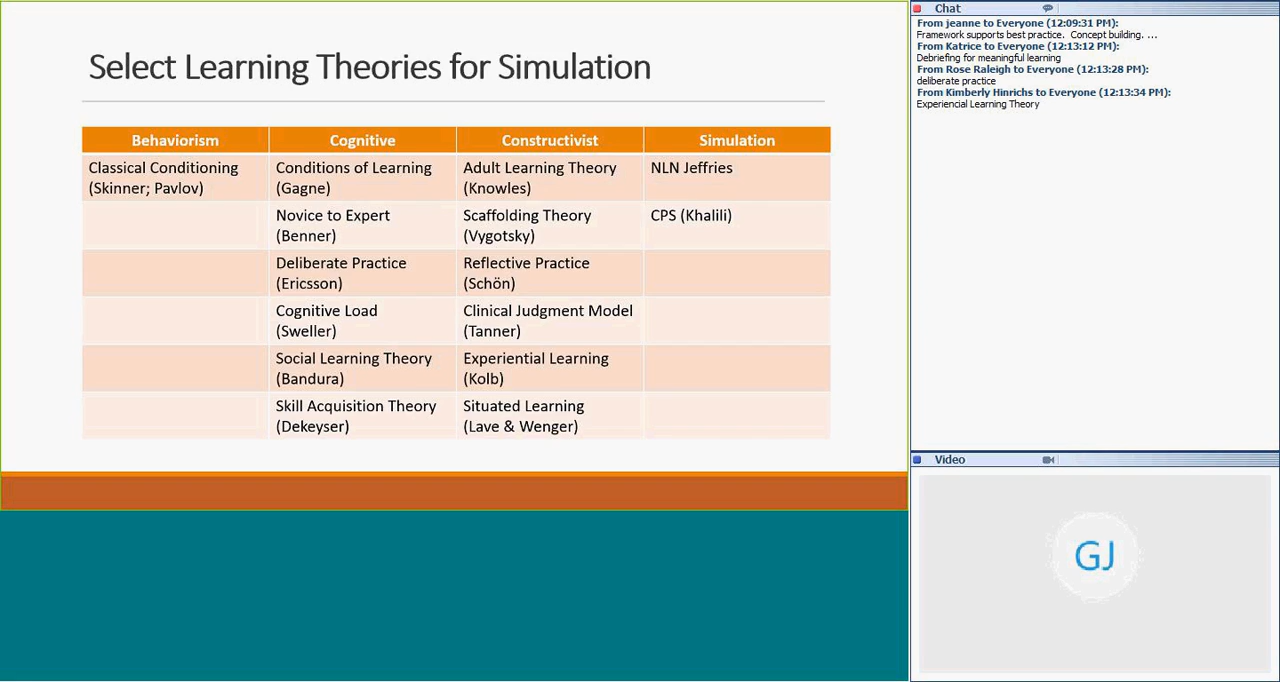 Select Learning Theories for Simulation
Behaviorism Cognitive Constructivist Simulation
Classical Conditioning
(Skinner; Pavlov)
Conditions of Learning
(Gagne)
Adult Learning Theory
(Knowles)
NLN Jeffries
Novice to Expert
(Benner)
Scaffolding Theory
(Vygotsky)
CPS (Khalili)
Deliberate Practice
(Ericsson)
Reflective Practice
(Schön)
Cognitive Load
(Sweller)
Clinical Judgment Model
(Tanner)
Social Learning Theory
(Bandura)
Experiential Learning
(Kolb)
Skill Acquisition Theory
(Dekeyser)
Situated Learning
(Lave & Wenger)
Chat
From jeanne to Everyone (12:09:31 PM):
Framework supports best practice. Concept building. ...
From Katrice to Everyone (12:13:12 PM):
Debriefing for meaningful learning
From Rose Raleigh to Everyone (12:13:28 PM):
deliberate practice
From Kimberly Hinrichs to Everyone (12:13:34 PM):
Experiencial Learning Theory
Video
GJ